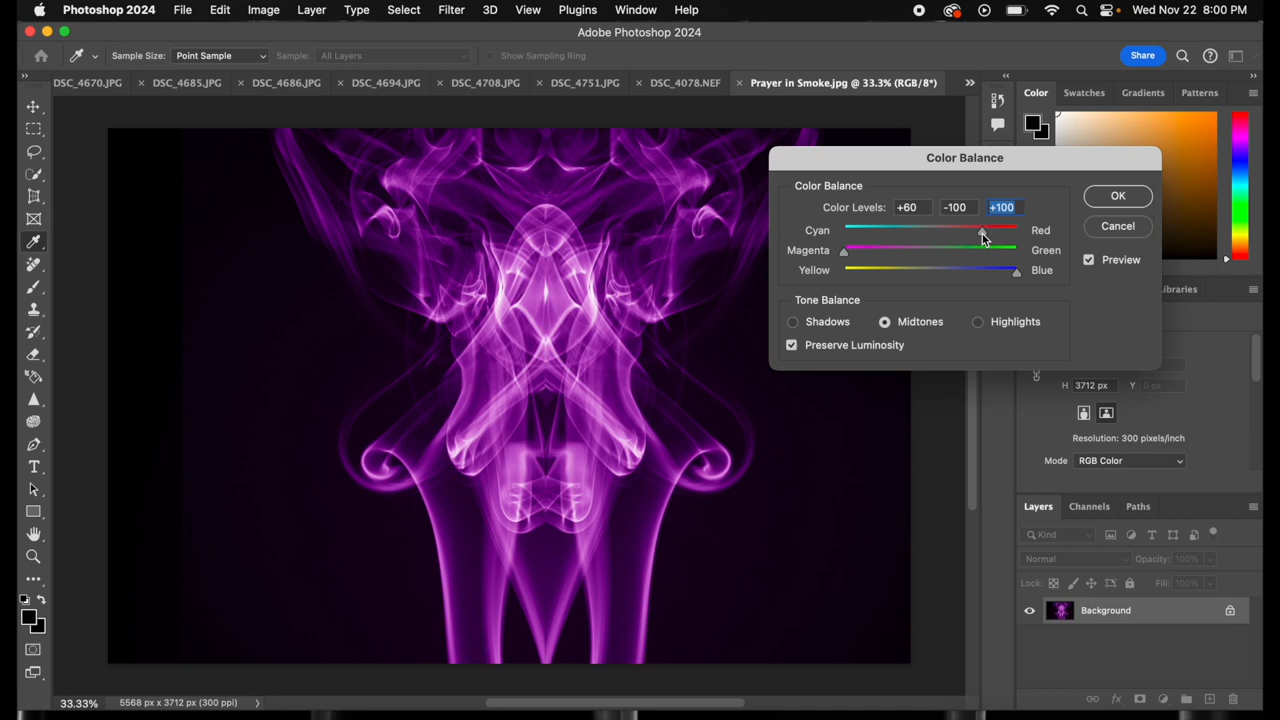 Photoshop 2024 File Edit Image Layer Type Select Filter 3D View Plugins Window Help Wed Nov 22 8:00 PM
Adobe Photoshop 2024
Sample Size: Point Sample Sample: All Layers Show Sampling Ring Share
DSC_4670.JPG × DSC_4685.JPG × DSC_4686.JPG × DSC_4694.JPG × DSC_4708.JPG × DSC_4751.JPG × DSC_4078.NEF × Prayer in Smoke.jpg @ 33.3% (RGB/8*)
Color Swatches Gradients Patterns
Color Balance
Color Balance
Color Levels: +60 -100 +100
Cyan Red
Magenta Green
Yellow Blue
Tone Balance
Shadows Midtones Highlights
Preserve Luminosity
OK
Cancel
Preview
Libraries
H 3712 px Y 0 px
Resolution: 300 pixels/inch
Mode RGB Color
Layers Channels Paths
Kind
Normal Opacity: 100%
Lock: Fill: 100%
Background
33.33% 5568 px x 3712 px (300 ppi)